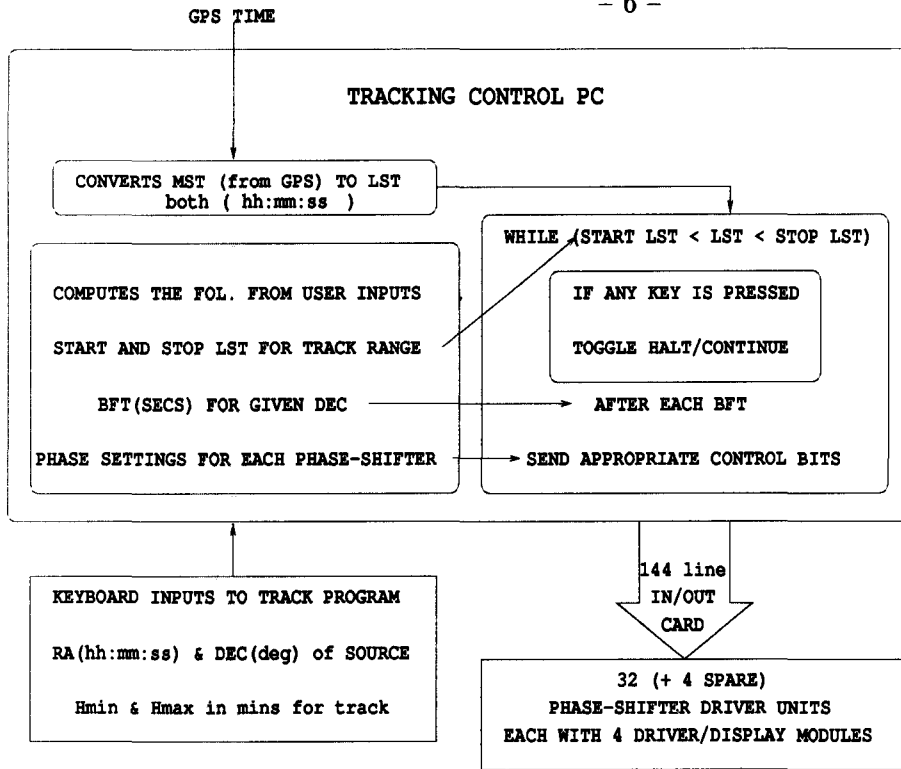 – 6 –
GPS TIME
TRACKING CONTROL PC
CONVERTS MST (from GPS) TO LST
both ( hh:mm:ss )
WHILE (START LST < LST < STOP LST)
COMPUTES THE FOL. FROM USER INPUTS
IF ANY KEY IS PRESSED
START AND STOP LST FOR TRACK RANGE
TOGGLE HALT/CONTINUE
BFT(SECS) FOR GIVEN DEC
AFTER EACH BFT
PHASE SETTINGS FOR EACH PHASE-SHIFTER
SEND APPROPRIATE CONTROL BITS
144 line
IN/OUT
CARD
KEYBOARD INPUTS TO TRACK PROGRAM
RA(hh:mm:ss) & DEC(deg) of SOURCE
Hmin & Hmax in mins for track
32 (+ 4 SPARE)
PHASE-SHIFTER DRIVER UNITS
EACH WITH 4 DRIVER/DISPLAY MODULES